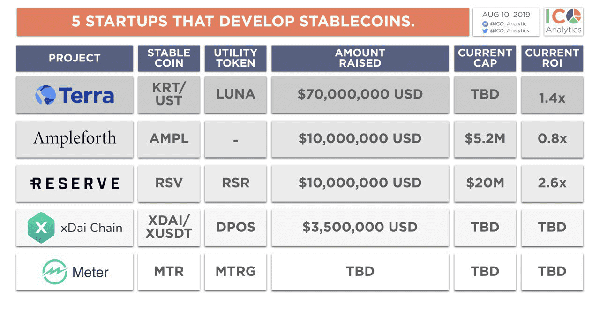 5 STARTUPS THAT DEVELOP STABLECOINS.
AUG 10 2019
ICO
Analytics
PROJECT
STABLE
COIN
UTILITY
TOKEN
AMOUNT
RAISED
CURRENT
CAP
CURRENT
ROI
Terra
KRT/
UST
LUNA
$70,000,000 USD
TBD
1.4x
Ampleforth
AMPL
-
$10,000,000 USD
$5.2M
0.8x
RESERVE
RSV
RSR
$10,000,000 USD
$20M
2.6x
xDai Chain
XDAI/
XUSDT
DPOS
$3,500,000 USD
TBD
TBD
Meter
MTR
MTRG
TBD
TBD
TBD